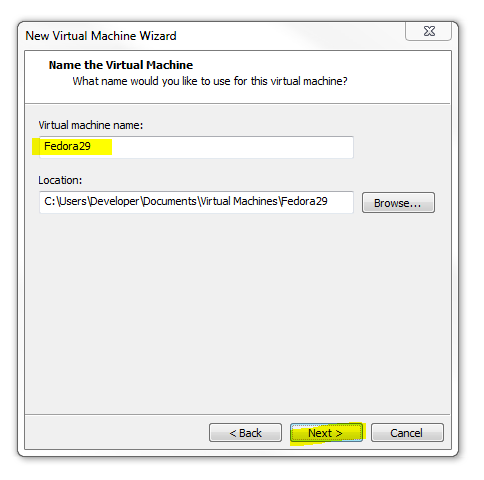 New Virtual Machine Wizard
Name the Virtual Machine
What name would you like to use for this virtual machine?
Virtual machine name:
Fedora29
Location:
C:\Users\Developer\Documents\Virtual Machines\Fedora29
Browse...
< Back
Next >
Cancel